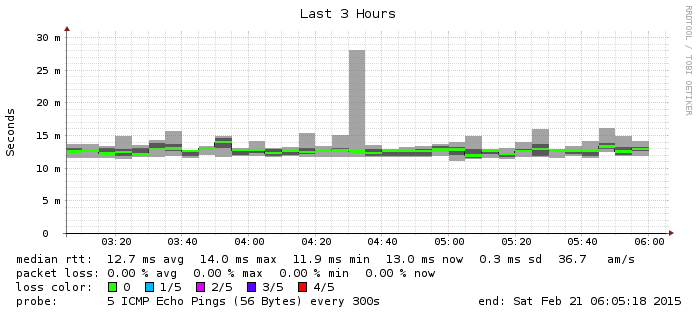 Last 3 Hours
RRDTOOL / TOBI OETIKER
Seconds
30 m
25 m
20 m
15 m
10 m
5 m
0
03:20 03:40 04:00 04:20 04:40 05:00 05:20 05:40 06:00
median rtt: 12.7 ms avg 14.0 ms max 11.9 ms min 13.0 ms now 0.3 ms sd 36.7 am/s
packet loss: 0.00 % avg 0.00 % max 0.00 % min 0.00 % now
loss color: 0 1/5 2/5 3/5 4/5
probe: 5 ICMP Echo Pings (56 Bytes) every 300s end: Sat Feb 21 06:05:18 2015